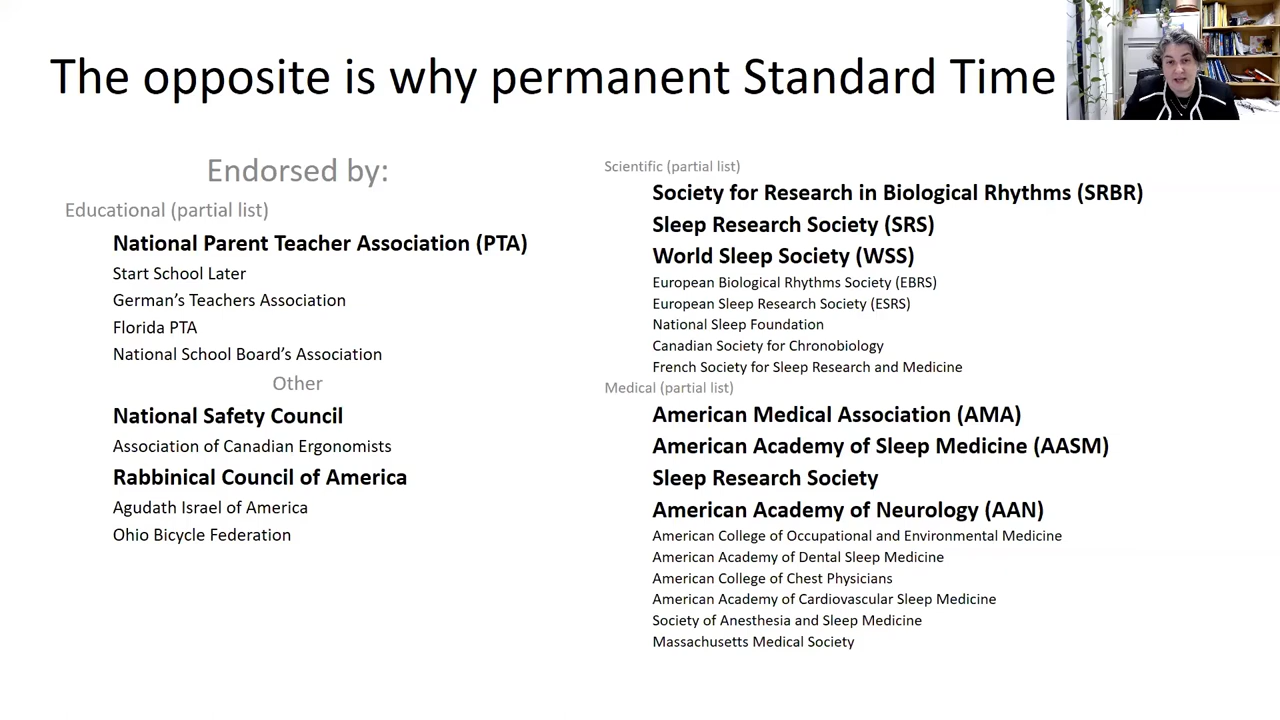 The opposite is why permanent Standard Time
Endorsed by:
Educational (partial list)
National Parent Teacher Association (PTA)
Start School Later
German’s Teachers Association
Florida PTA
National School Board’s Association
Other
National Safety Council
Association of Canadian Ergonomists
Rabbinical Council of America
Agudath Israel of America
Ohio Bicycle Federation
Scientific (partial list)
Society for Research in Biological Rhythms (SRBR)
Sleep Research Society (SRS)
World Sleep Society (WSS)
European Biological Rhythms Society (EBRS)
European Sleep Research Society (ESRS)
National Sleep Foundation
Canadian Society for Chronobiology
French Society for Sleep Research and Medicine
Medical (partial list)
American Medical Association (AMA)
American Academy of Sleep Medicine (AASM)
Sleep Research Society
American Academy of Neurology (AAN)
American College of Occupational and Environmental Medicine
American Academy of Dental Sleep Medicine
American College of Chest Physicians
American Academy of Cardiovascular Sleep Medicine
Society of Anesthesia and Sleep Medicine
Massachusetts Medical Society